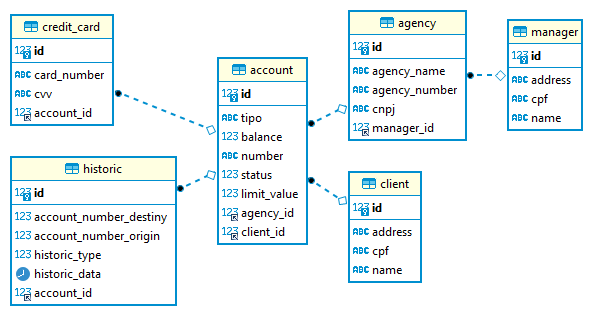 credit_card
123 id
ABC card_number
ABC cvv
123 account_id
historic
123 id
123 account_number_destiny
123 account_number_origin
123 historic_type
historic_data
123 account_id
account
123 id
ABC tipo
123 balance
ABC number
123 status
123 limit_value
123 agency_id
123 client_id
agency
123 id
ABC agency_name
ABC agency_number
ABC cnpj
123 manager_id
client
123 id
ABC address
ABC cpf
ABC name
manager
123 id
ABC address
ABC cpf
ABC name